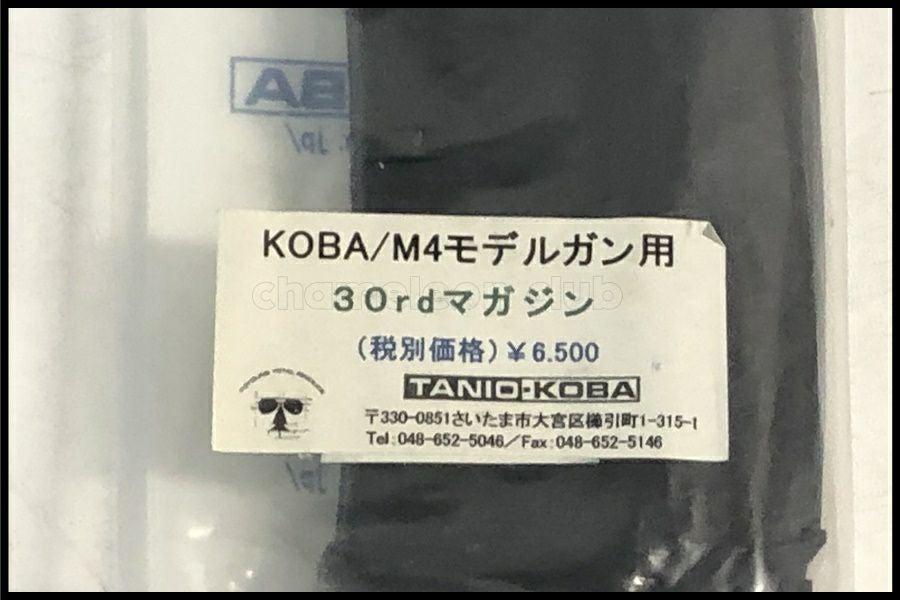 KOBA/M4モデルガン用
chameleon club
30rdマガジン
(税別価格)¥6.500
TANIO-KOBA
〒330-0851さいたま市大宮区櫛引町1-315-1
Tel:048-652-5046/Fax:048-652-5146